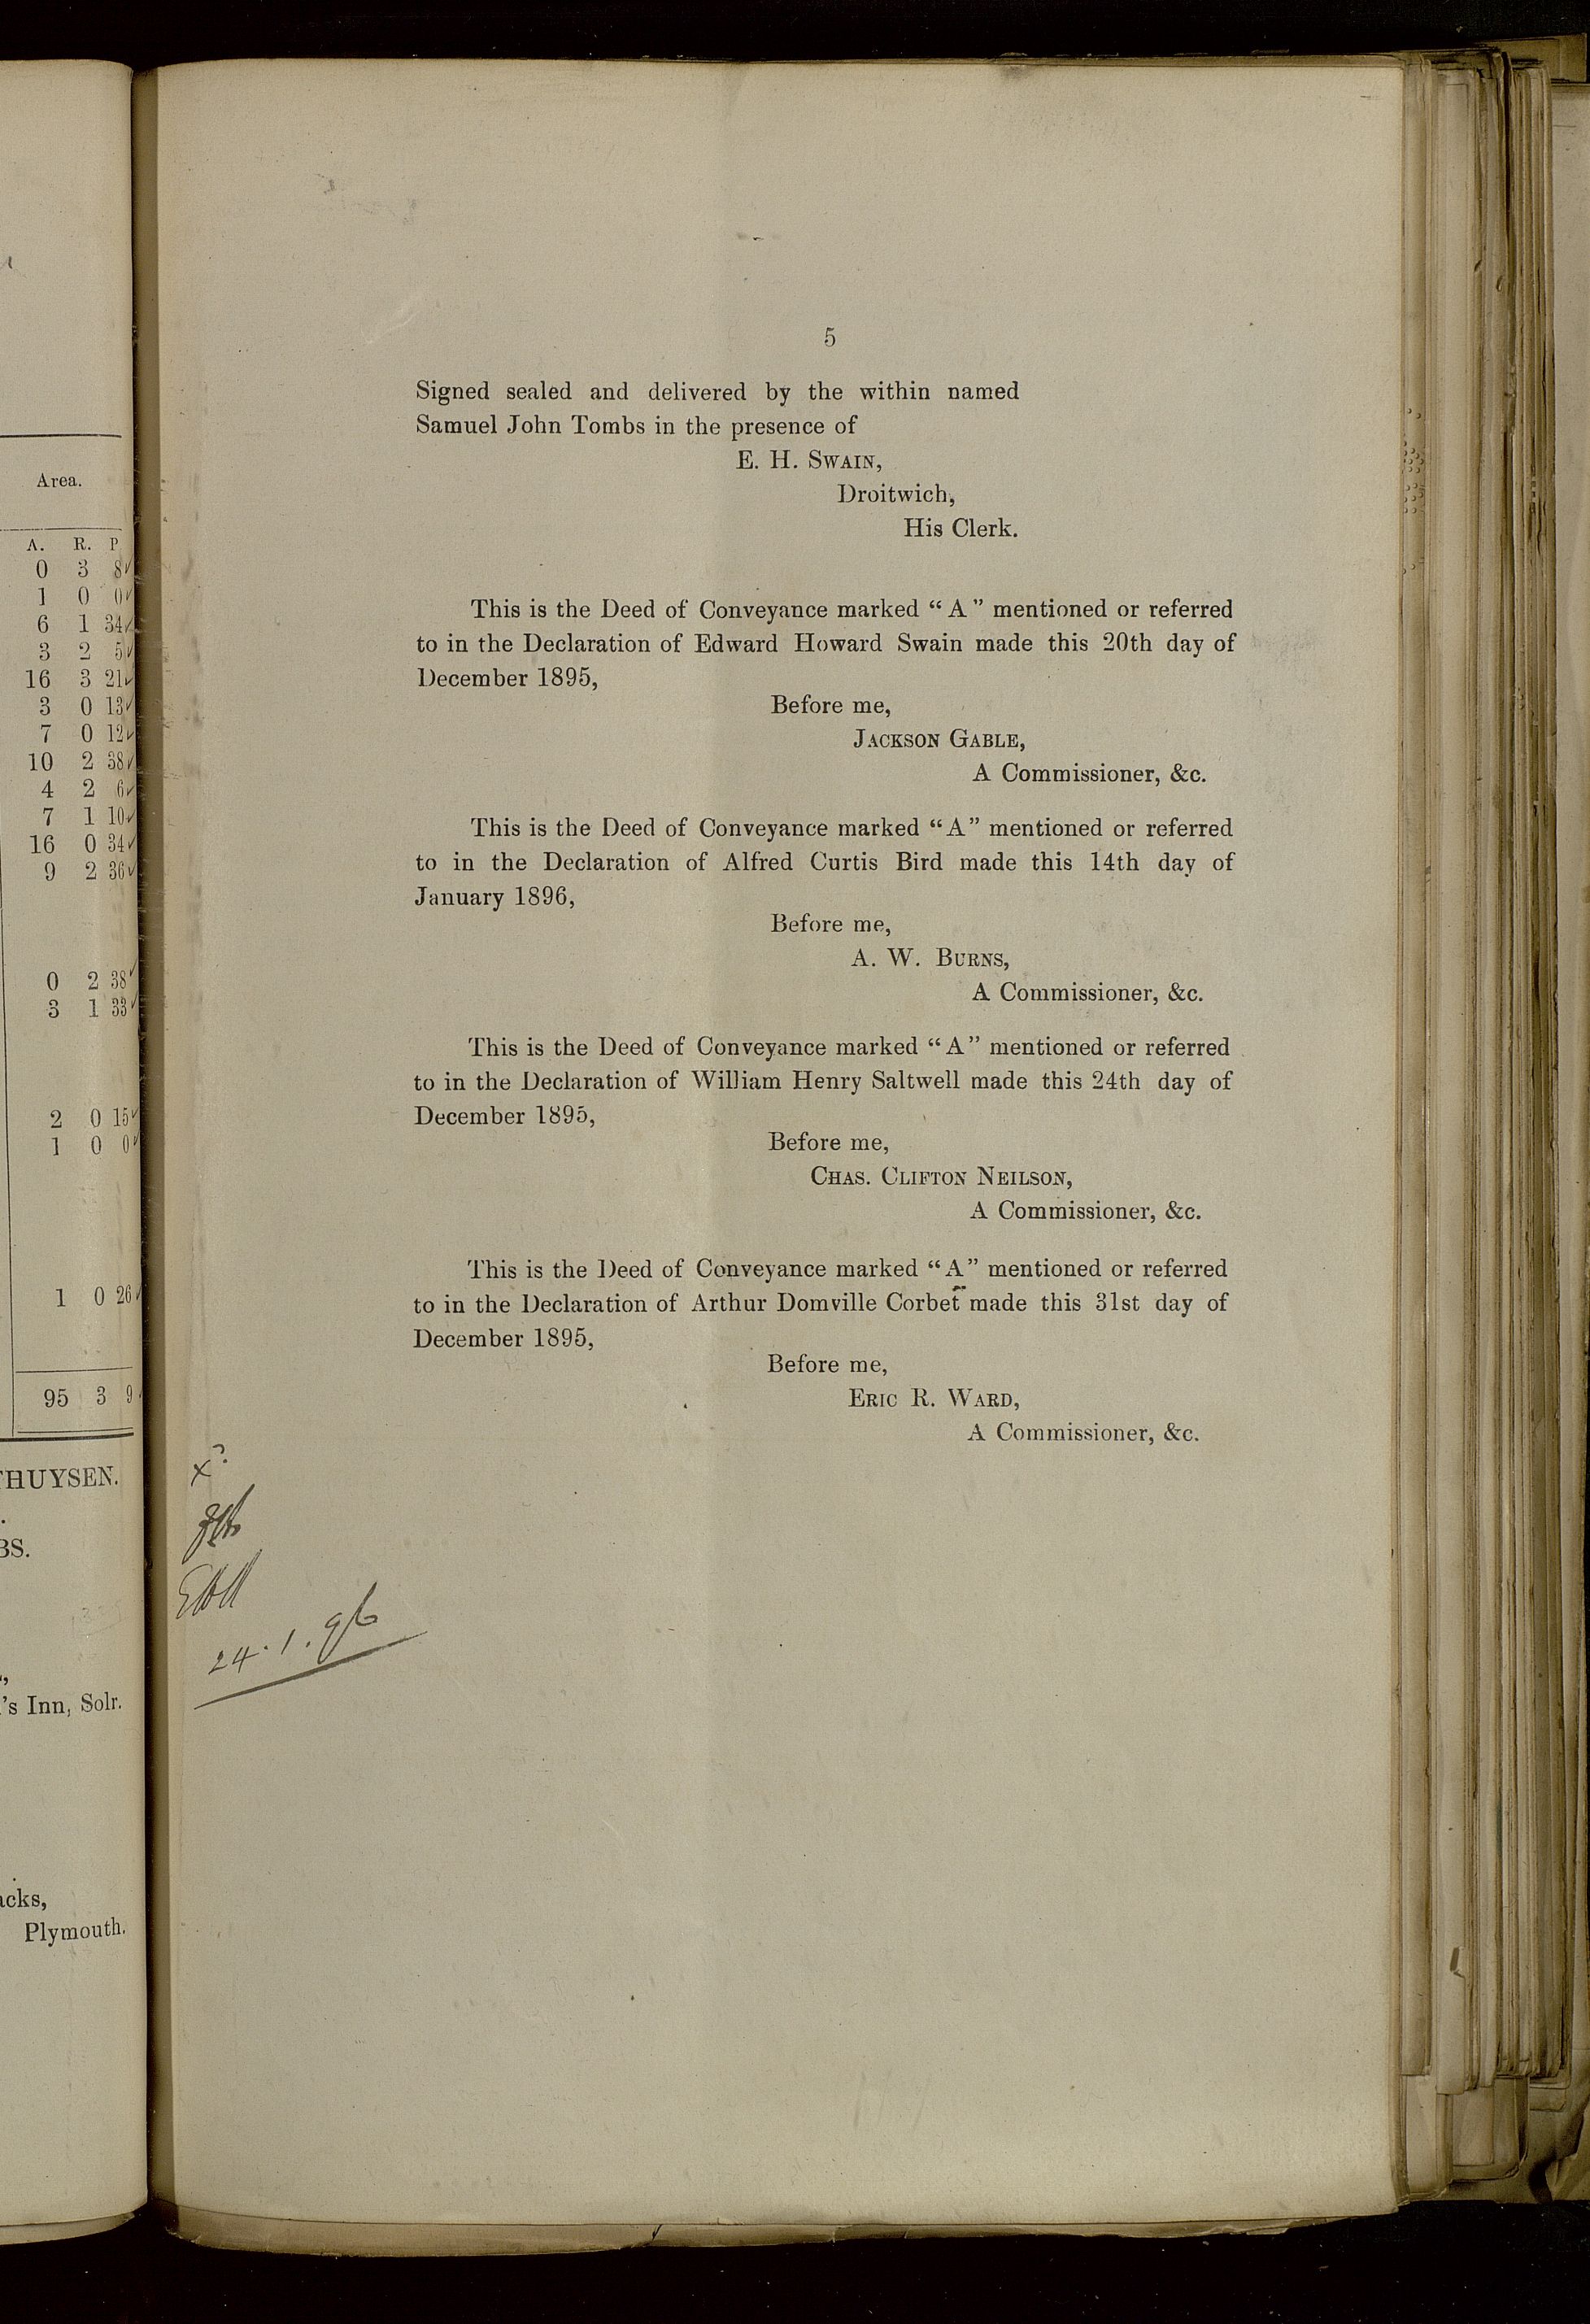 Area.
A. R. P
0 3 8
1 0 0
6 1 34
3 2 5
16 3 21
3 0 13
7 0 12
10 2 38
4 2 6
7 1 10
16 0 34
9 2 36
0 2 38
3 1 33
2 0 15
1 0 0
1 0 26
95 3 9
THUYSEN.
BS.
's Inn, Solr.
acks,
Plymouth.
5
Signed sealed and delivered by the within named
Samuel John Tombs in the presence of
E. H. SWAIN,
Droitwich,
His Clerk.
This is the Deed of Conveyance marked “A” mentioned or referred
to in the Declaration of Edward Howard Swain made this 20th day of
December 1895,
Before me,
JACKSON GABLE,
A Commissioner, &c.
This is the Deed of Conveyance marked “A” mentioned or referred
to in the Declaration of Alfred Curtis Bird made this 14th day of
January 1896,
Before me,
A. W. BURNS,
A Commissioner, &c.
This is the Deed of Conveyance marked “A” mentioned or referred
to in the Declaration of William Henry Saltwell made this 24th day of
December 1895,
Before me,
CHAS. CLIFTON NEILSON,
A Commissioner, &c.
This is the Deed of Conveyance marked “A” mentioned or referred
to in the Declaration of Arthur Domville Corbet made this 31st day of
December 1895,
Before me,
ERIC R. WARD,
A Commissioner, &c.
24.1.96